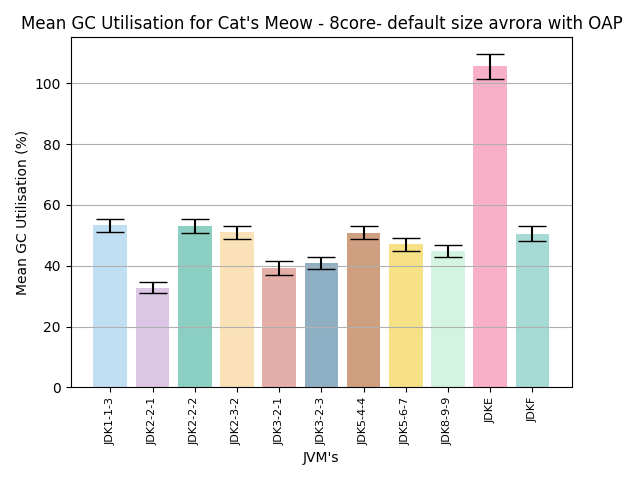 Mean GC Utilisation for Cat's Meow - 8core- default size avrora with OAP
Mean GC Utilisation (%)
100
80
60
40
20
0
JDK1-1-3
JDK2-2-1
JDK2-2-2
JDK2-3-2
JDK3-2-1
JDK3-2-3
JDK5-4-4
JDK5-6-7
JDK8-9-9
JDKE
JDKF
JVM's